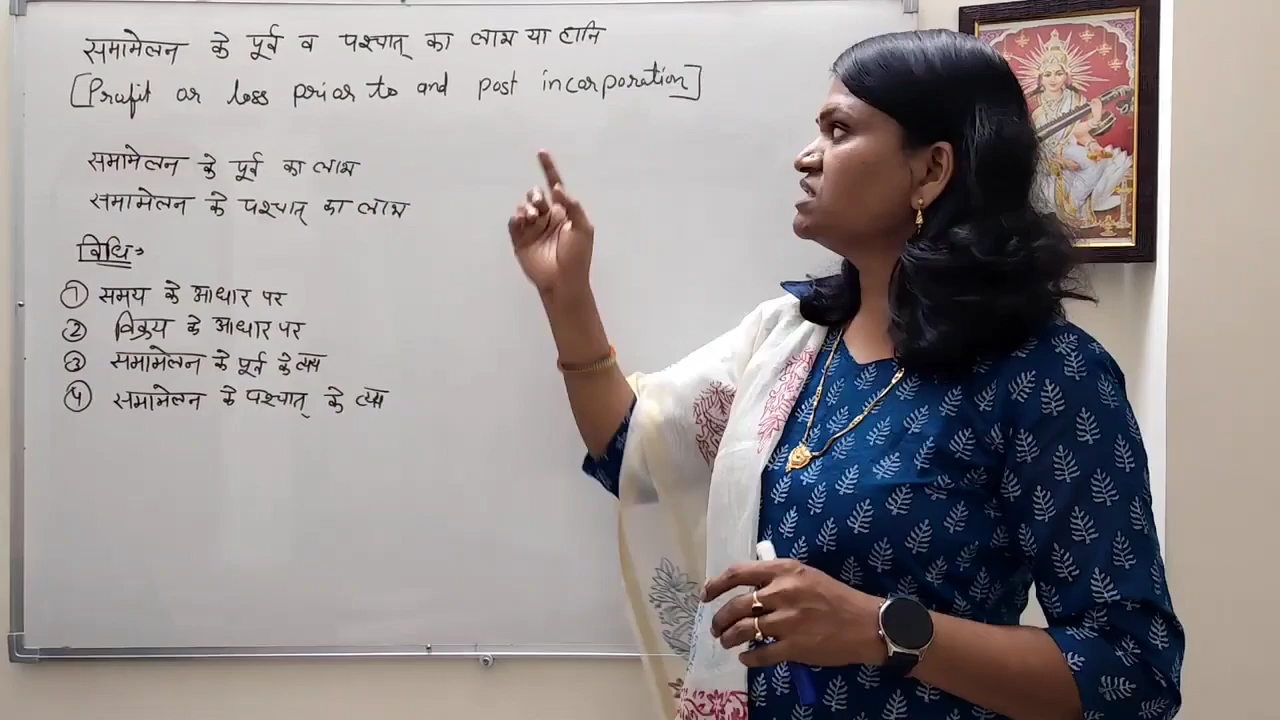 समामेलन के पूर्व व पश्चात् का लाभ या हानि
[Profit or loss prior to and post incorporation]
समामेलन के पूर्व का लाभ
समामेलन के पश्चात् का लाभ
विधि→
① समय के आधार पर
② विक्रय के आधार पर
③ समामेलन के पूर्व के व्यय
④ समामेलन के पश्चात् के व्यय